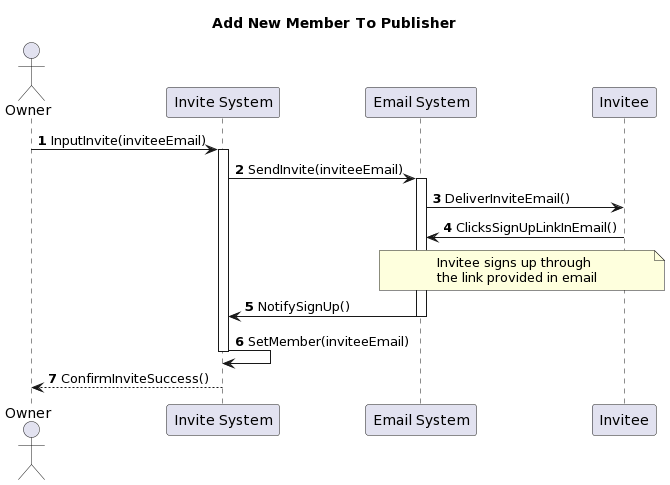 Add New Member To Publisher
Owner
Invite System
Email System
Invitee
1 InputInvite(inviteeEmail)
2 SendInvite(inviteeEmail)
3 DeliverInviteEmail()
4 ClicksSignUpLinkInEmail()
Invitee signs up through
the link provided in email
5 NotifySignUp()
6 SetMember(inviteeEmail)
7 ConfirmInviteSuccess()
Owner
Invite System
Email System
Invitee